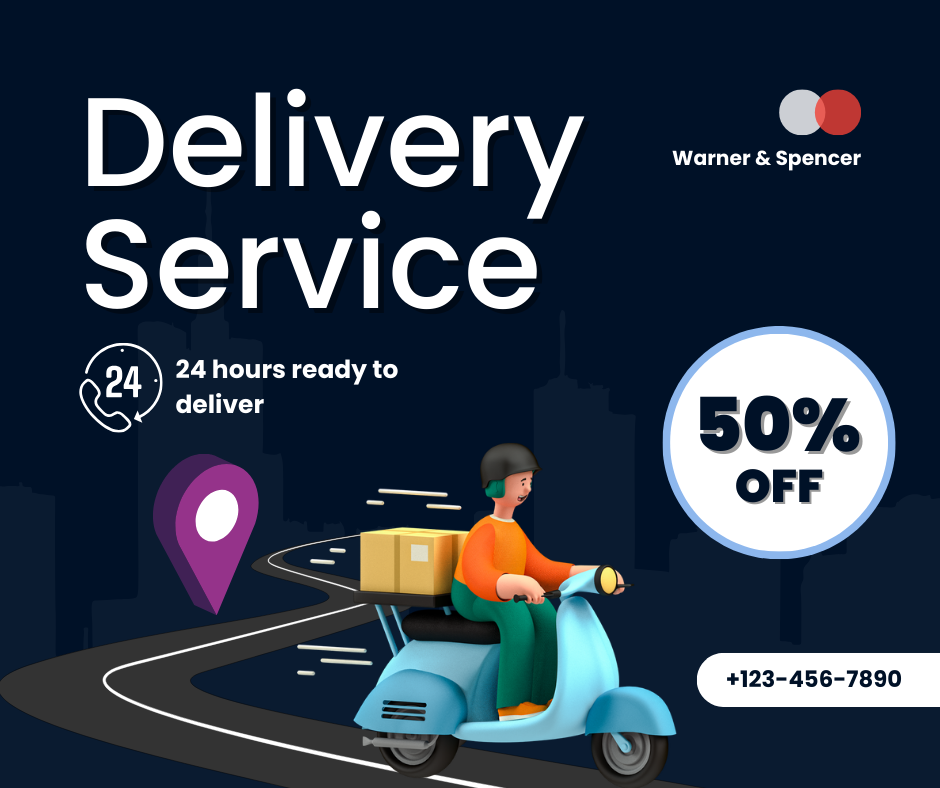 Delivery
Service
Warner & Spencer
24
24 hours ready to
deliver
50%
OFF
+123-456-7890